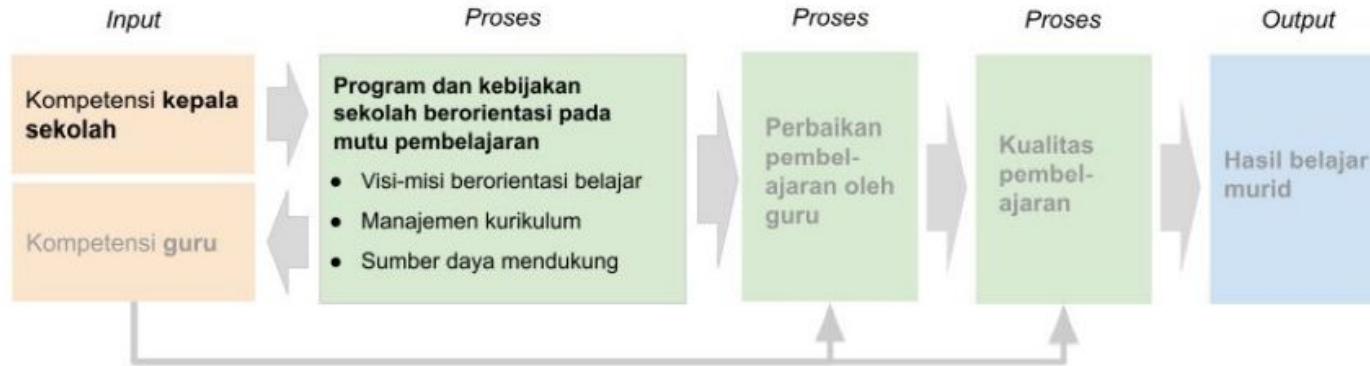 Input
Proses
Proses
Proses
Output
Kompetensi kepala
sekolah
Kompetensi guru
Program dan kebijakan
sekolah berorientasi pada
mutu pembelajaran
● Visi-misi berorientasi belajar
● Manajemen kurikulum
● Sumber daya mendukung
Perbaikan
pembel-
ajaran oleh
guru
Kualitas
pembel-
ajaran
Hasil belajar
murid